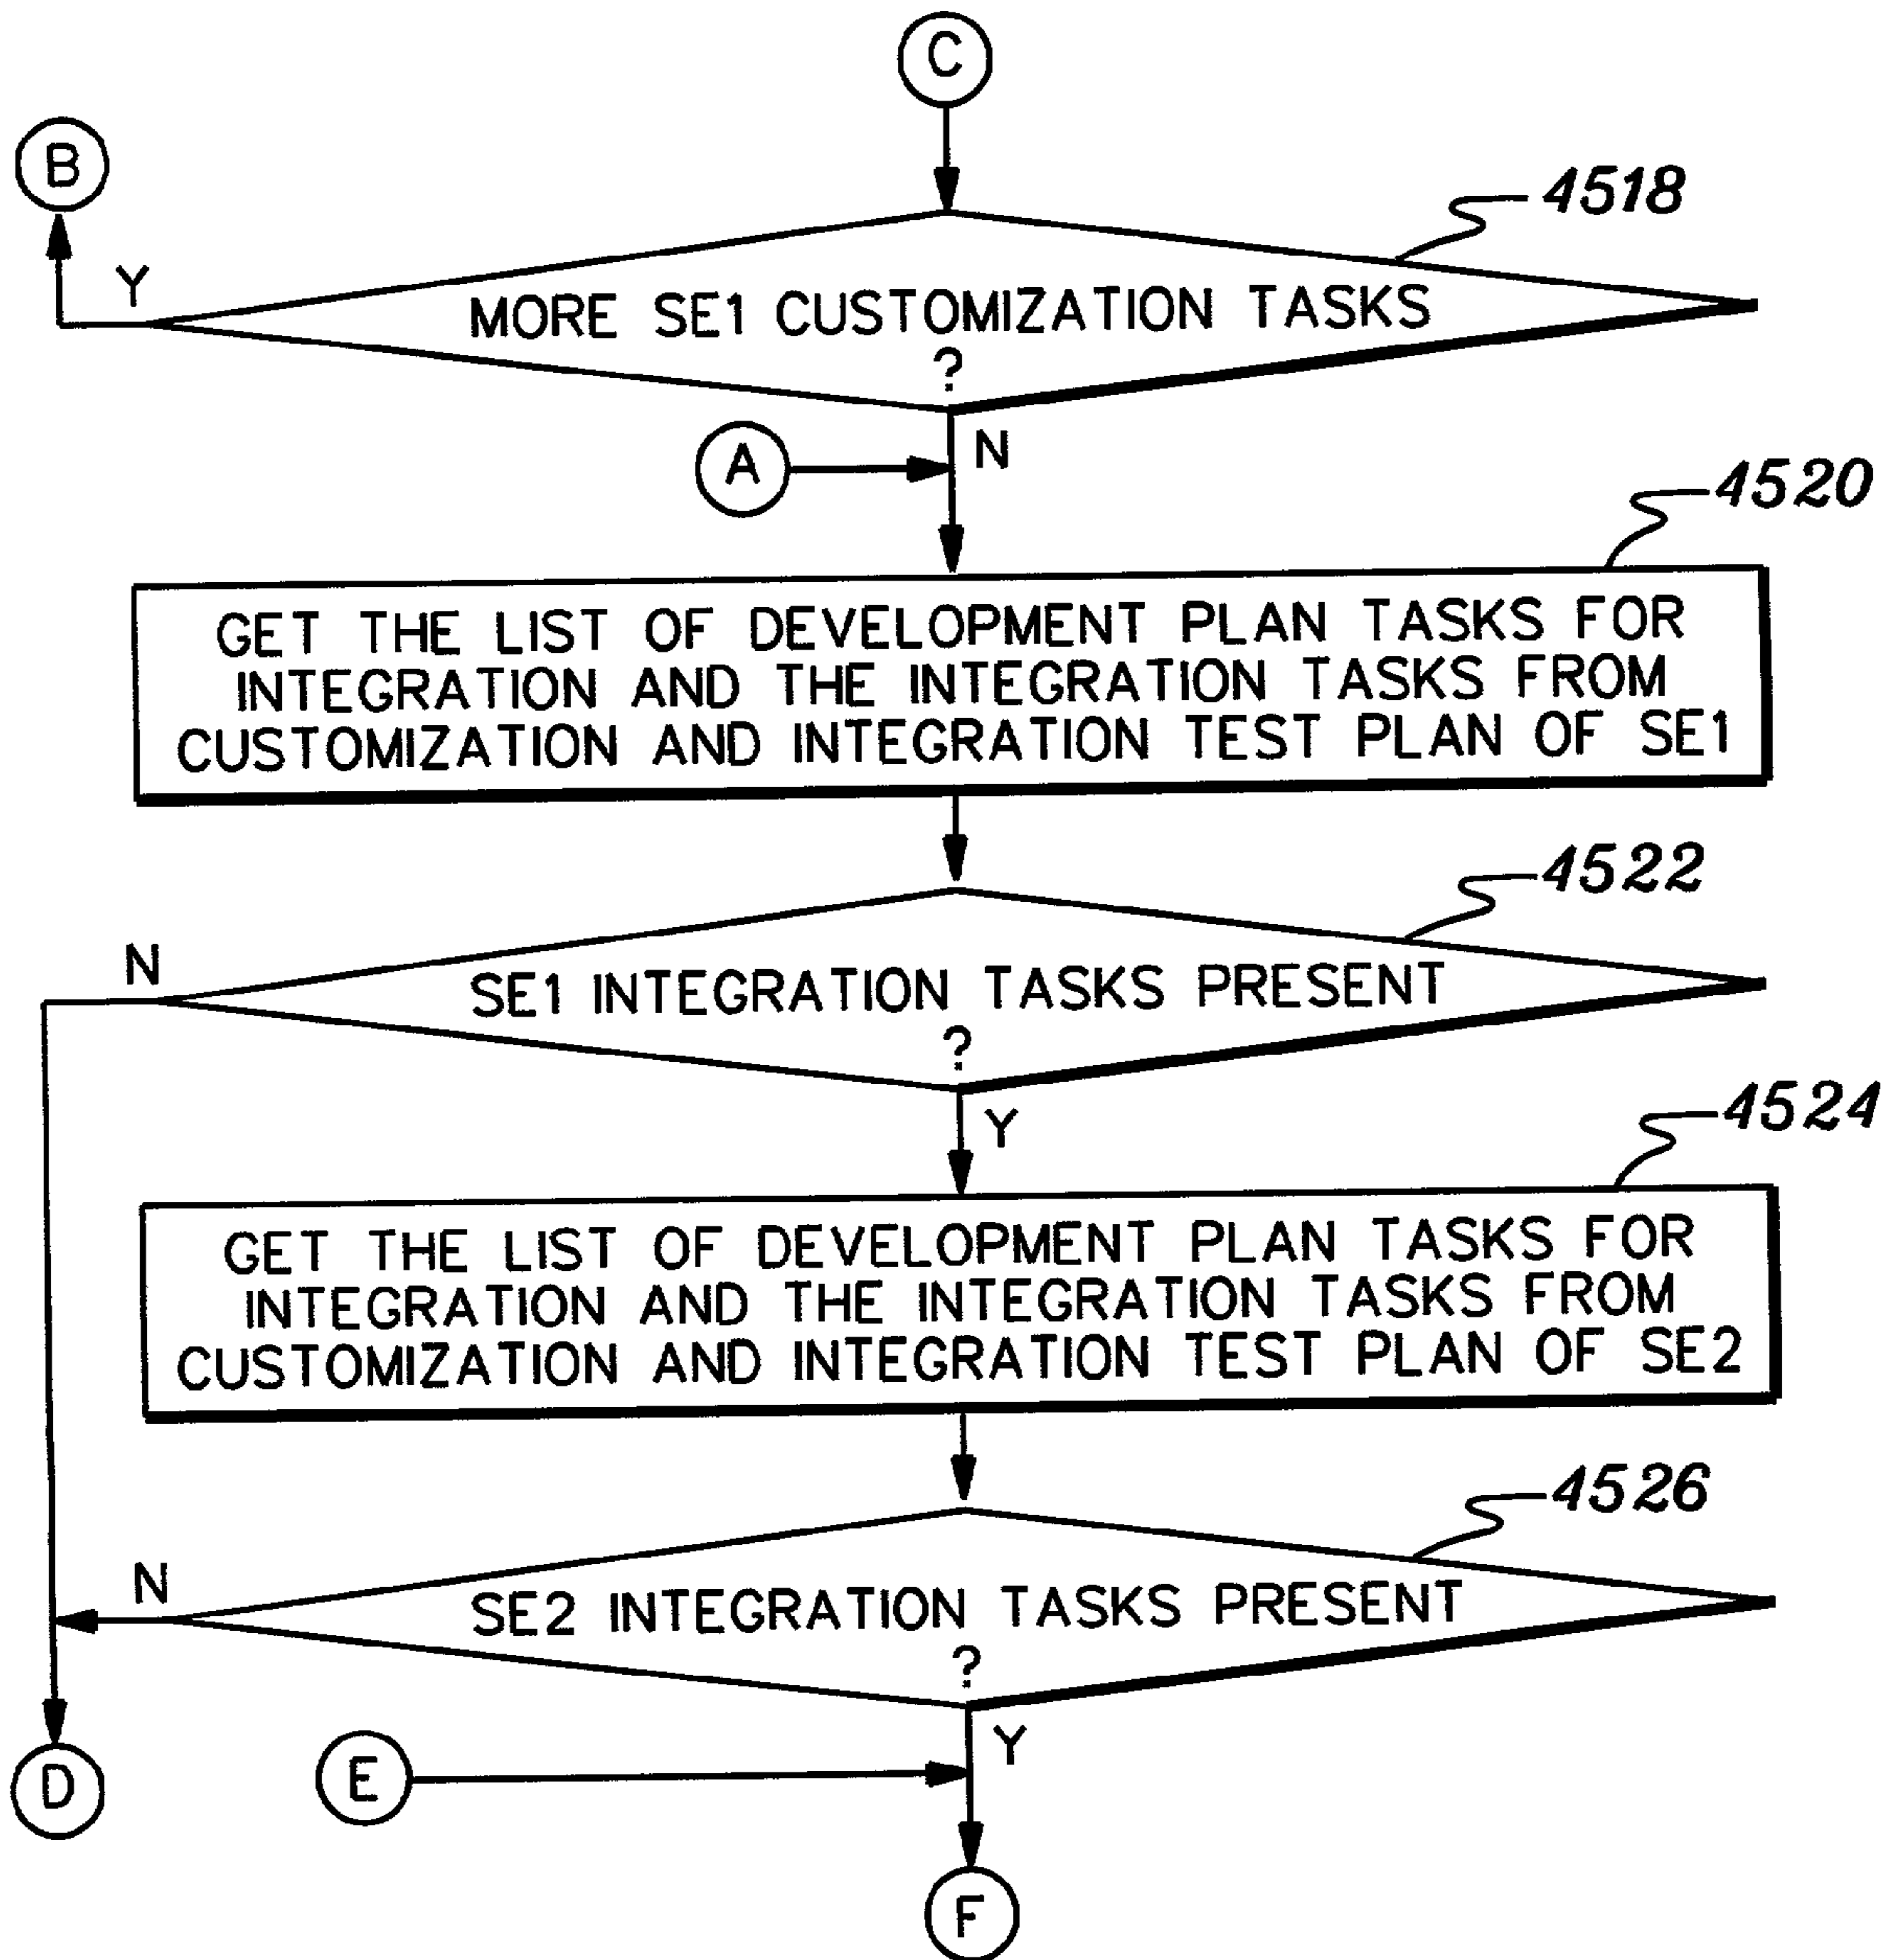 C
B
4518
Y
MORE SE1 CUSTOMIZATION TASKS
?
N
A
4520
GET THE LIST OF DEVELOPMENT PLAN TASKS FOR
INTEGRATION AND THE INTEGRATION TASKS FROM
CUSTOMIZATION AND INTEGRATION TEST PLAN OF SE1
4522
N
SE1 INTEGRATION TASKS PRESENT
?
Y
4524
GET THE LIST OF DEVELOPMENT PLAN TASKS FOR
INTEGRATION AND THE INTEGRATION TASKS FROM
CUSTOMIZATION AND INTEGRATION TEST PLAN OF SE2
4526
N
SE2 INTEGRATION TASKS PRESENT
?
Y
E
D
F